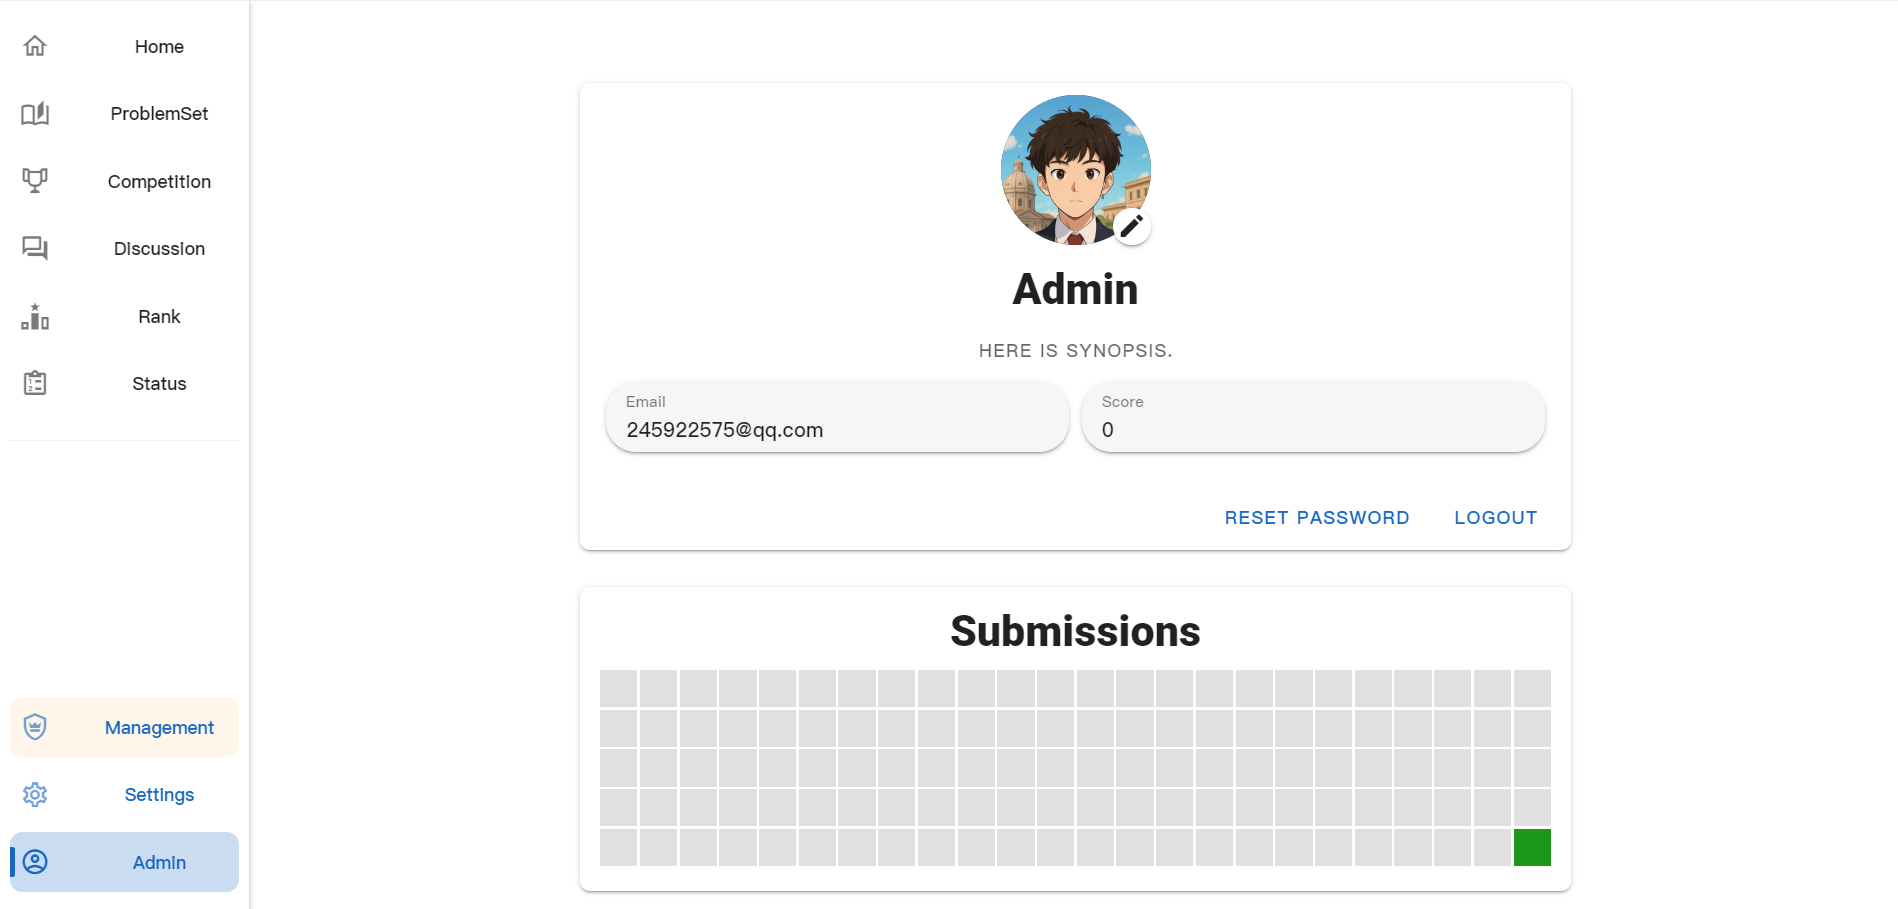 Home
ProblemSet
Competition
Discussion
Rank
Status
Management
Settings
Admin
Admin
HERE IS SYNOPSIS.
Email
245922575@qq.com
Score
0
RESET PASSWORD
LOGOUT
Submissions